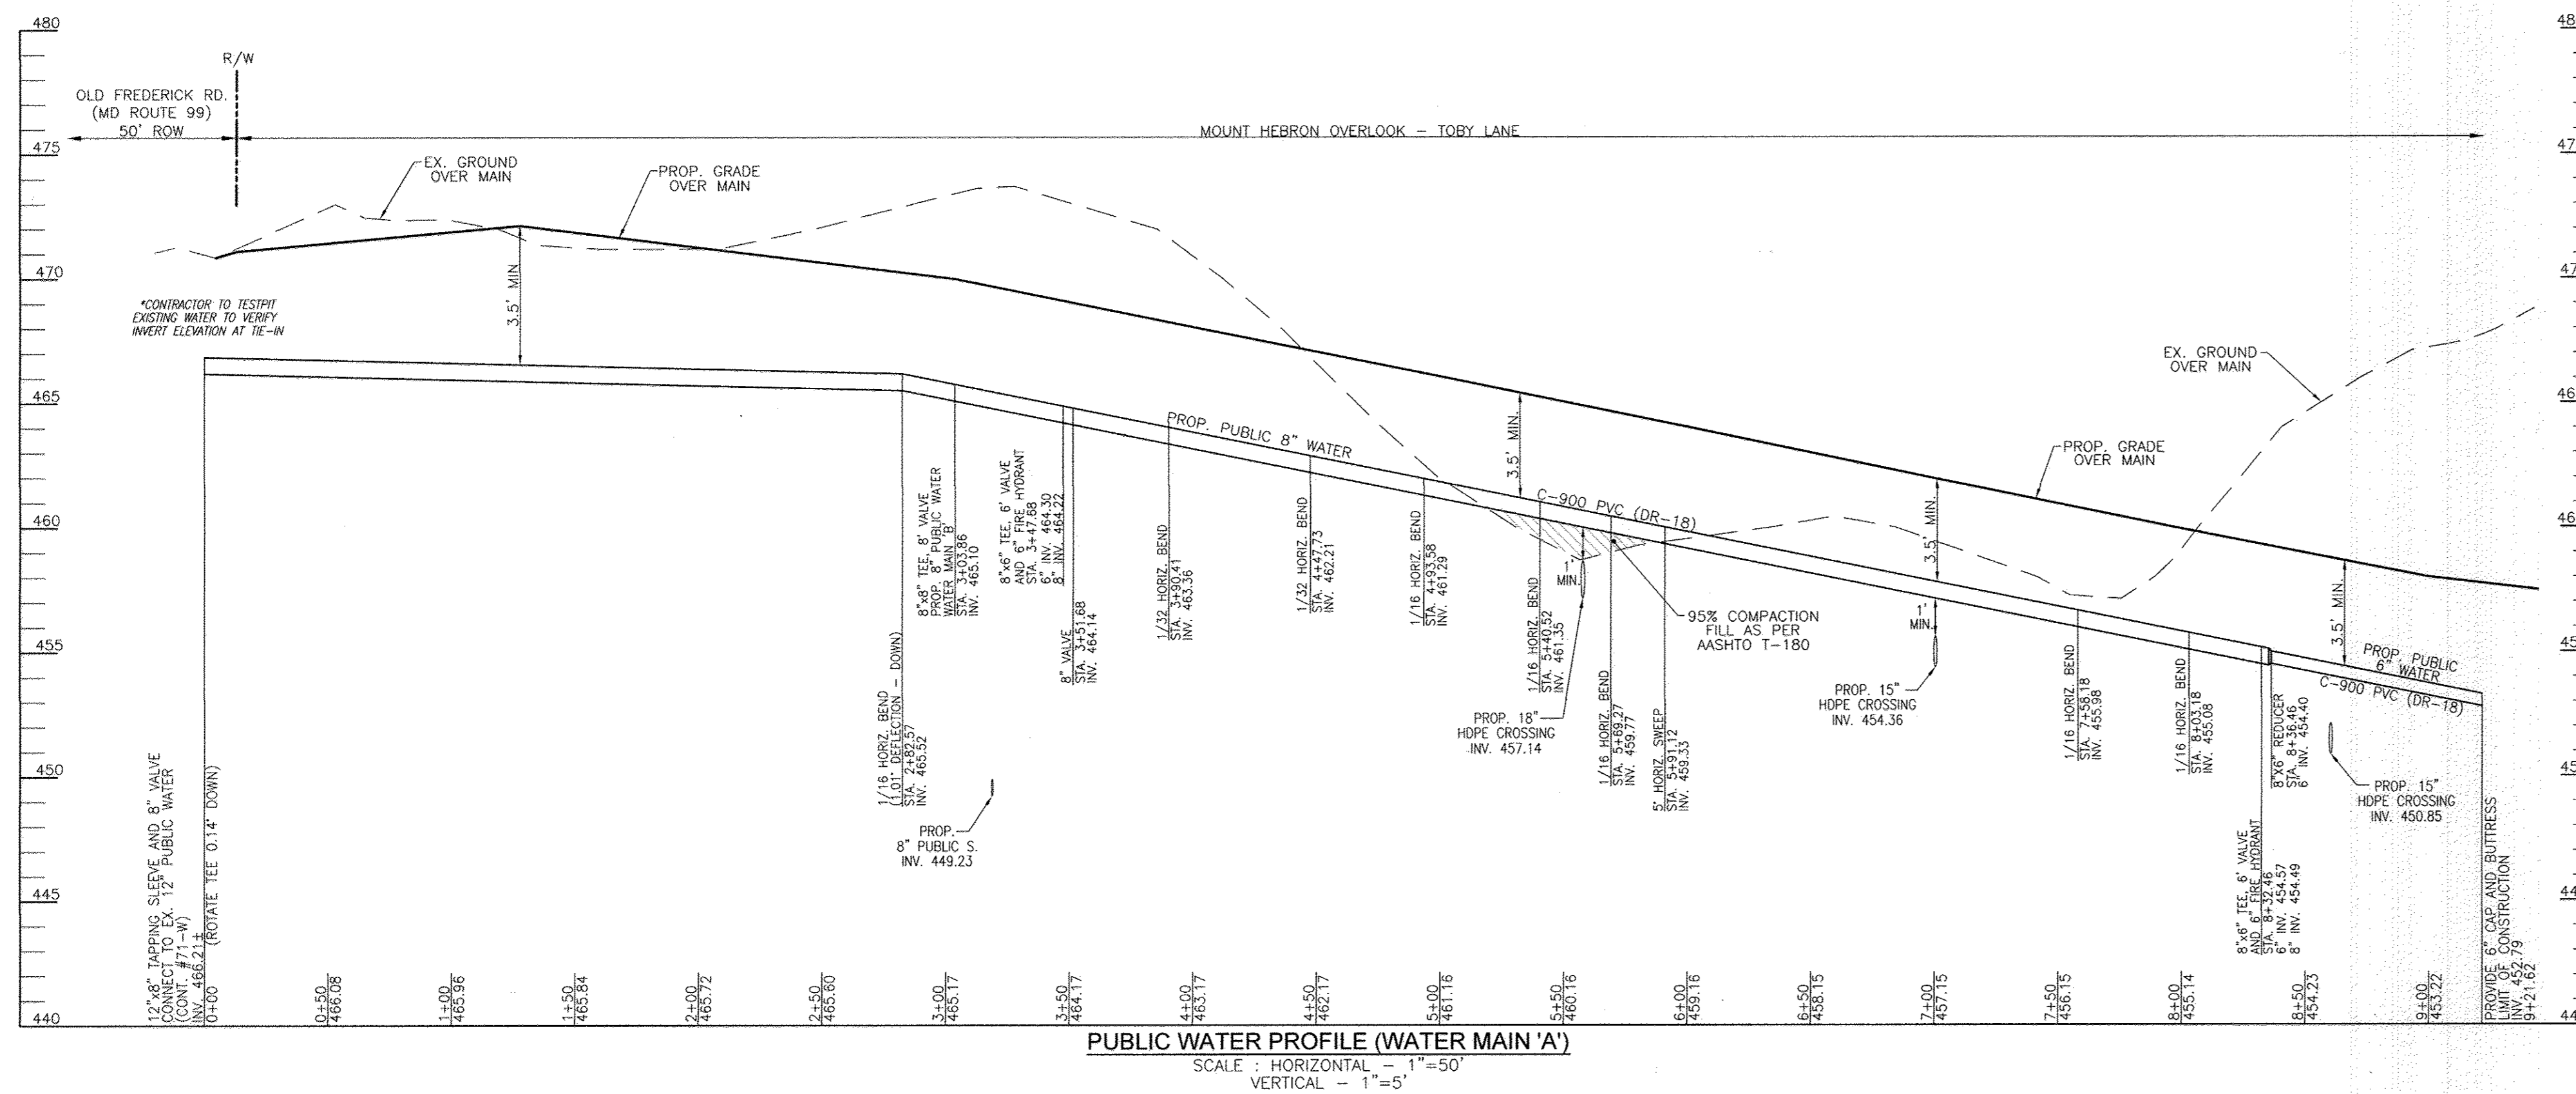 480
475
470
465
460
455
450
445
440
R/W
OLD FREDERICK RD.
(MD ROUTE 99)
50' ROW
MOUNT HEBRON OVERLOOK – TOBY LANE
EX. GROUND
OVER MAIN
PROP. GRADE
OVER MAIN
*CONTRACTOR TO TESTPIT
EXISTING WATER TO VERIFY
INVERT ELEVATION AT TIE-IN
3.5' MIN
12"x8" TAPPING SLEEVE AND 8" VALVE
CONNECT TO EX. 12" PUBLIC WATER
(CONT. #71-W)
INV. 466.21±
0+00
(ROTATE TEE 0.14° DOWN)
1/16 HORIZ. BEND
(1.01° DEFLECTION – DOWN)
STA. 2+82.57
INV. 465.52
8"x8" TEE, 8' VALVE
PROP. 8" PUBLIC WATER
WATER MAIN 'B'
STA. 3+03.86
INV. 465.10
PROP.
8" PUBLIC S.
INV. 449.23
8"x6" TEE, 6' VALVE
AND 6" FIRE HYDRANT
STA. 3+47.68
6" INV. 464.30
8" INV. 464.22
8" VALVE
STA. 3+51.68
INV. 464.14
1/32 HORIZ. BEND
STA. 3+90.41
INV. 463.36
PROP. PUBLIC 8" WATER
1/32 HORIZ. BEND
STA. 4+47.73
INV. 462.21
1/16 HORIZ. BEND
STA. 4+93.58
INV. 461.29
3.5' MIN.
C-900 PVC (DR-18)
1/16 HORIZ. BEND
STA. 5+40.52
INV. 461.35
1'
MIN.
PROP. 18"
HDPE CROSSING
INV. 457.14
1/16 HORIZ. BEND
STA. 5+69.27
INV. 459.77
5° HORIZ. SWEEP
STA. 5+91.12
INV. 459.33
95% COMPACTION
FILL AS PER
AASHTO T-180
3.5' MIN.
1'
MIN.
PROP. 15"
HDPE CROSSING
INV. 454.36
PROP. GRADE
OVER MAIN
EX. GROUND
OVER MAIN
1/16 HORIZ. BEND
STA. 7+58.18
INV. 455.98
1/16 HORIZ. BEND
STA. 8+03.18
INV. 455.08
8"x6" TEE, 6' VALVE
AND 6" FIRE HYDRANT
STA. 8+32.46
6" INV. 454.57
8" INV. 454.49
8"X6" REDUCER
STA. 8+36.46
6" INV. 454.40
3.5' MIN.
PROP. PUBLIC
6" WATER
C-900 PVC (DR-18)
PROP. 15"
HDPE CROSSING
INV. 450.85
PROVIDE 6" CAP AND BUTTRESS
LIMIT OF CONSTRUCTION
INV. 452.79
9+21.62
0+50
466.08
1+00
465.96
1+50
465.84
2+00
465.72
2+50
465.60
3+00
465.17
3+50
464.17
4+00
463.17
4+50
462.17
5+00
461.16
5+50
460.16
6+00
459.16
6+50
458.15
7+00
457.15
7+50
456.15
8+00
455.14
8+50
454.23
9+00
453.22
PUBLIC WATER PROFILE (WATER MAIN 'A')
SCALE : HORIZONTAL – 1"=50'
VERTICAL – 1"=5'